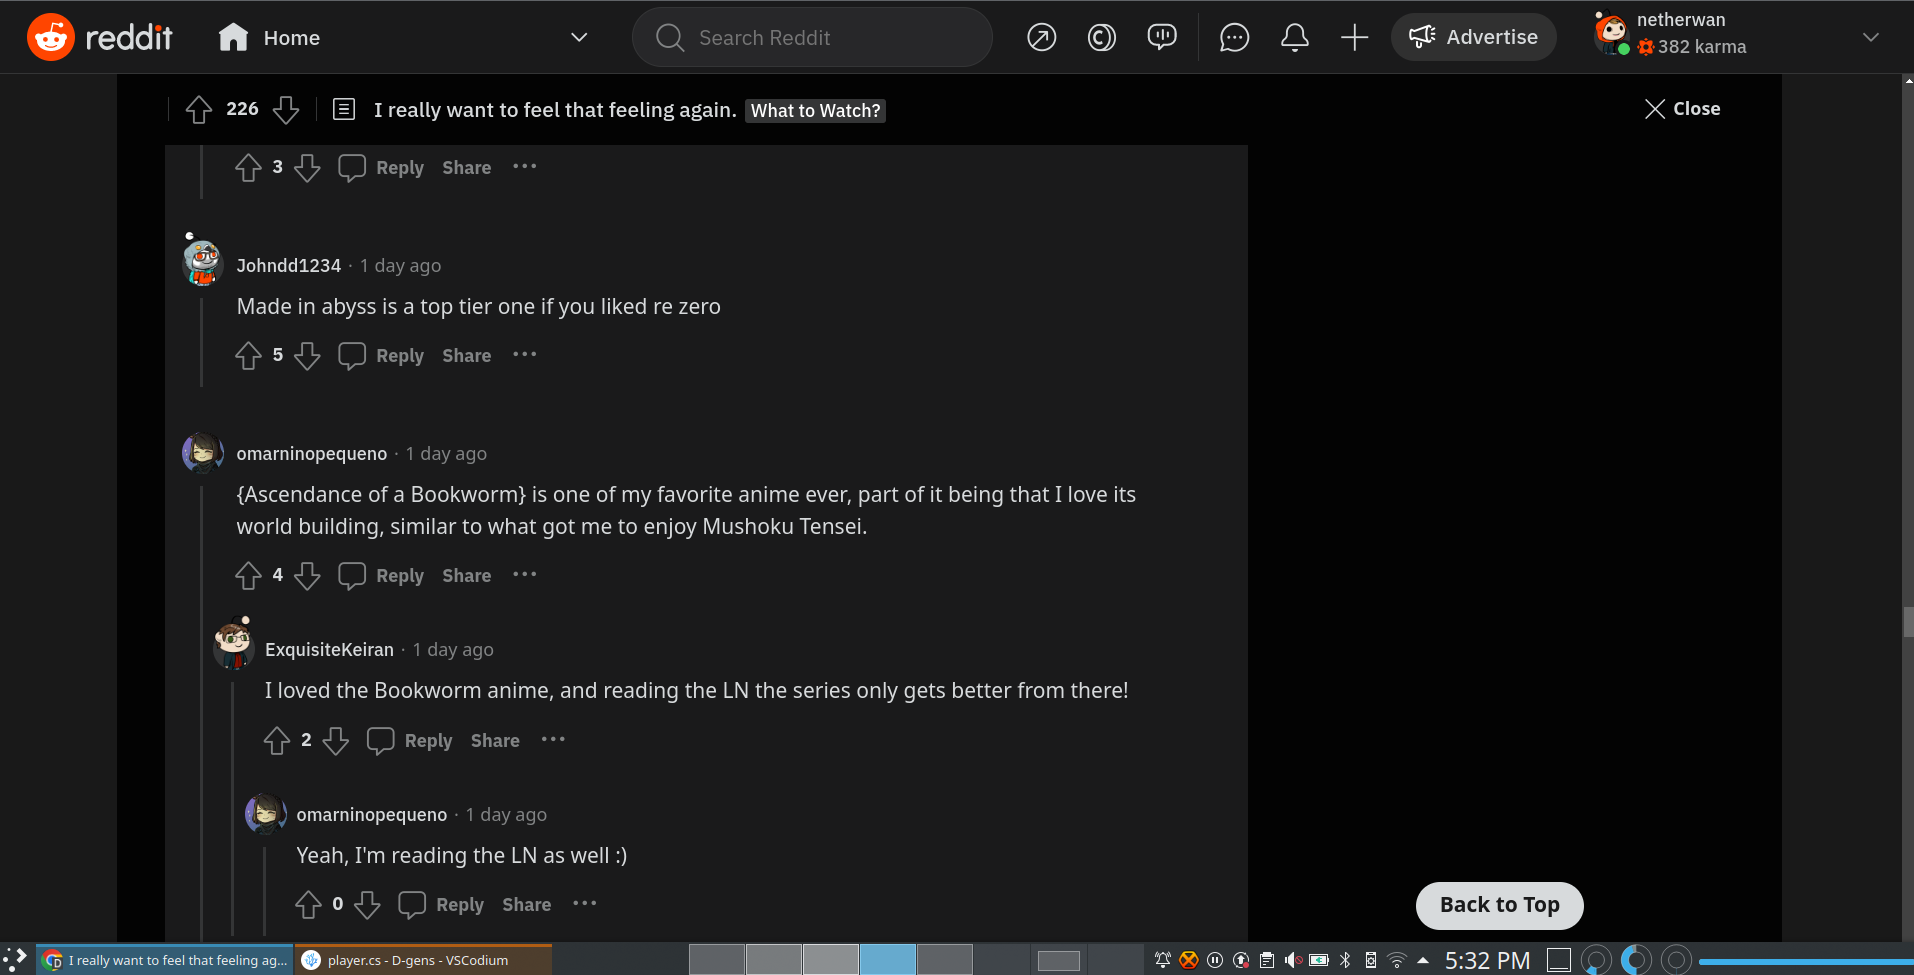 reddit Home Search Reddit Advertise netherwan 382 karma
226 I really want to feel that feeling again. What to Watch? Close
3 Reply Share ···
Johndd1234 · 1 day ago
Made in abyss is a top tier one if you liked re zero
5 Reply Share ···
omarninopequeno · 1 day ago
{Ascendance of a Bookworm} is one of my favorite anime ever, part of it being that I love its
world building, similar to what got me to enjoy Mushoku Tensei.
4 Reply Share ···
ExquisiteKeiran · 1 day ago
I loved the Bookworm anime, and reading the LN the series only gets better from there!
2 Reply Share ···
omarninopequeno · 1 day ago
Yeah, I'm reading the LN as well :)
0 Reply Share ···
Back to Top
I really want to feel that feeling ag... player.cs - D-gens - VSCodium 5:32 PM